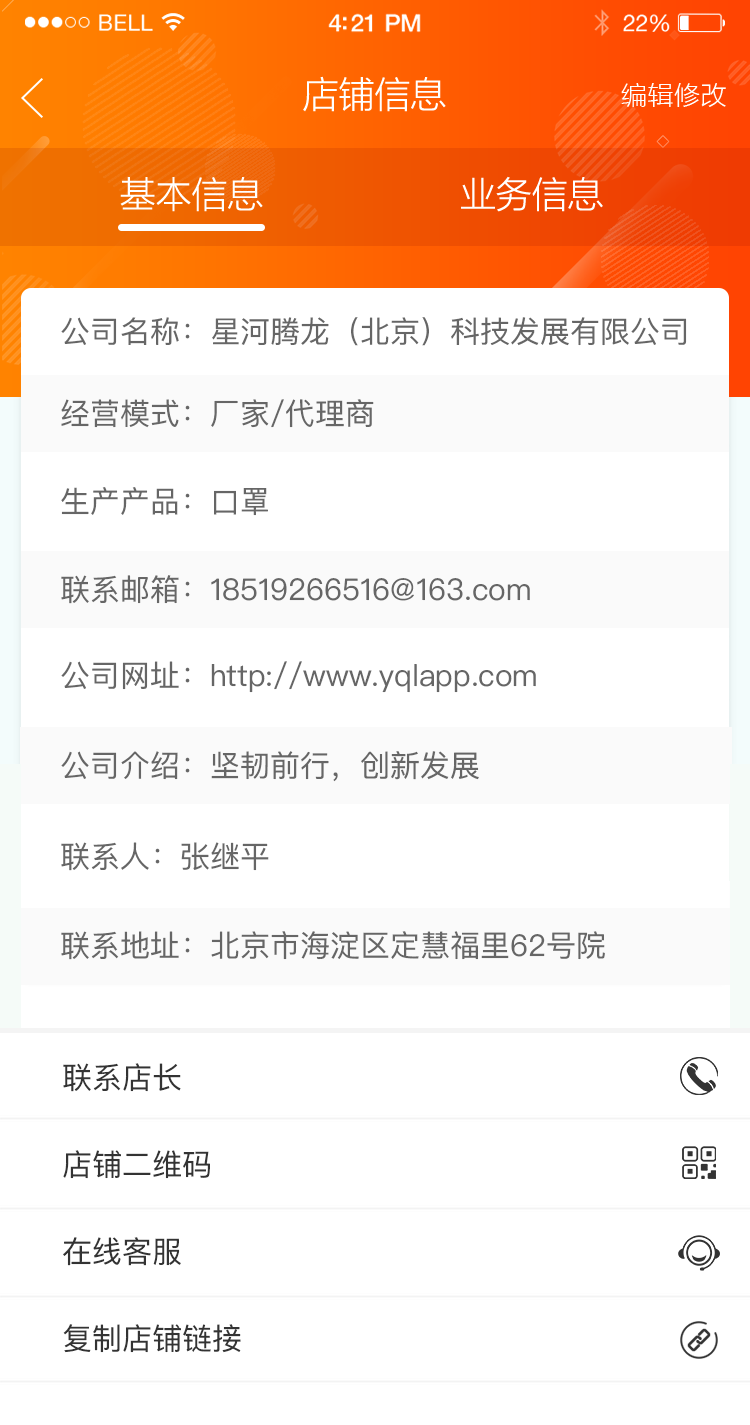 BELL 4:21 PM 22%
店铺信息 编辑修改
基本信息 业务信息
公司名称：星河腾龙（北京）科技发展有限公司
经营模式：厂家/代理商
生产产品：口罩
联系邮箱：18519266516@163.com
公司网址：http://www.yqlapp.com
公司介绍：坚韧前行，创新发展
联系人：张继平
联系地址：北京市海淀区定慧福里62号院
联系店长
店铺二维码
在线客服
复制店铺链接